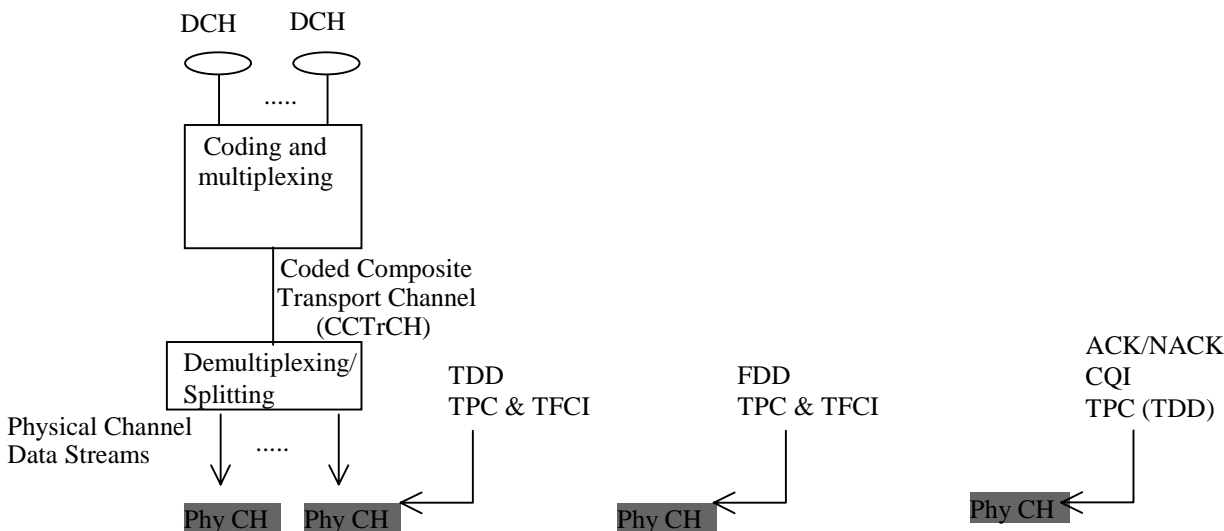 DCH
DCH
.....
Coding and
multiplexing
Coded Composite
Transport Channel
(CCTrCH)
Demultiplexing/
Splitting
Physical Channel
Data Streams
.....
TDD
TPC & TFCI
FDD
TPC & TFCI
ACK/NACK
CQI
TPC (TDD)
Phy CH
Phy CH
Phy CH
Phy CH